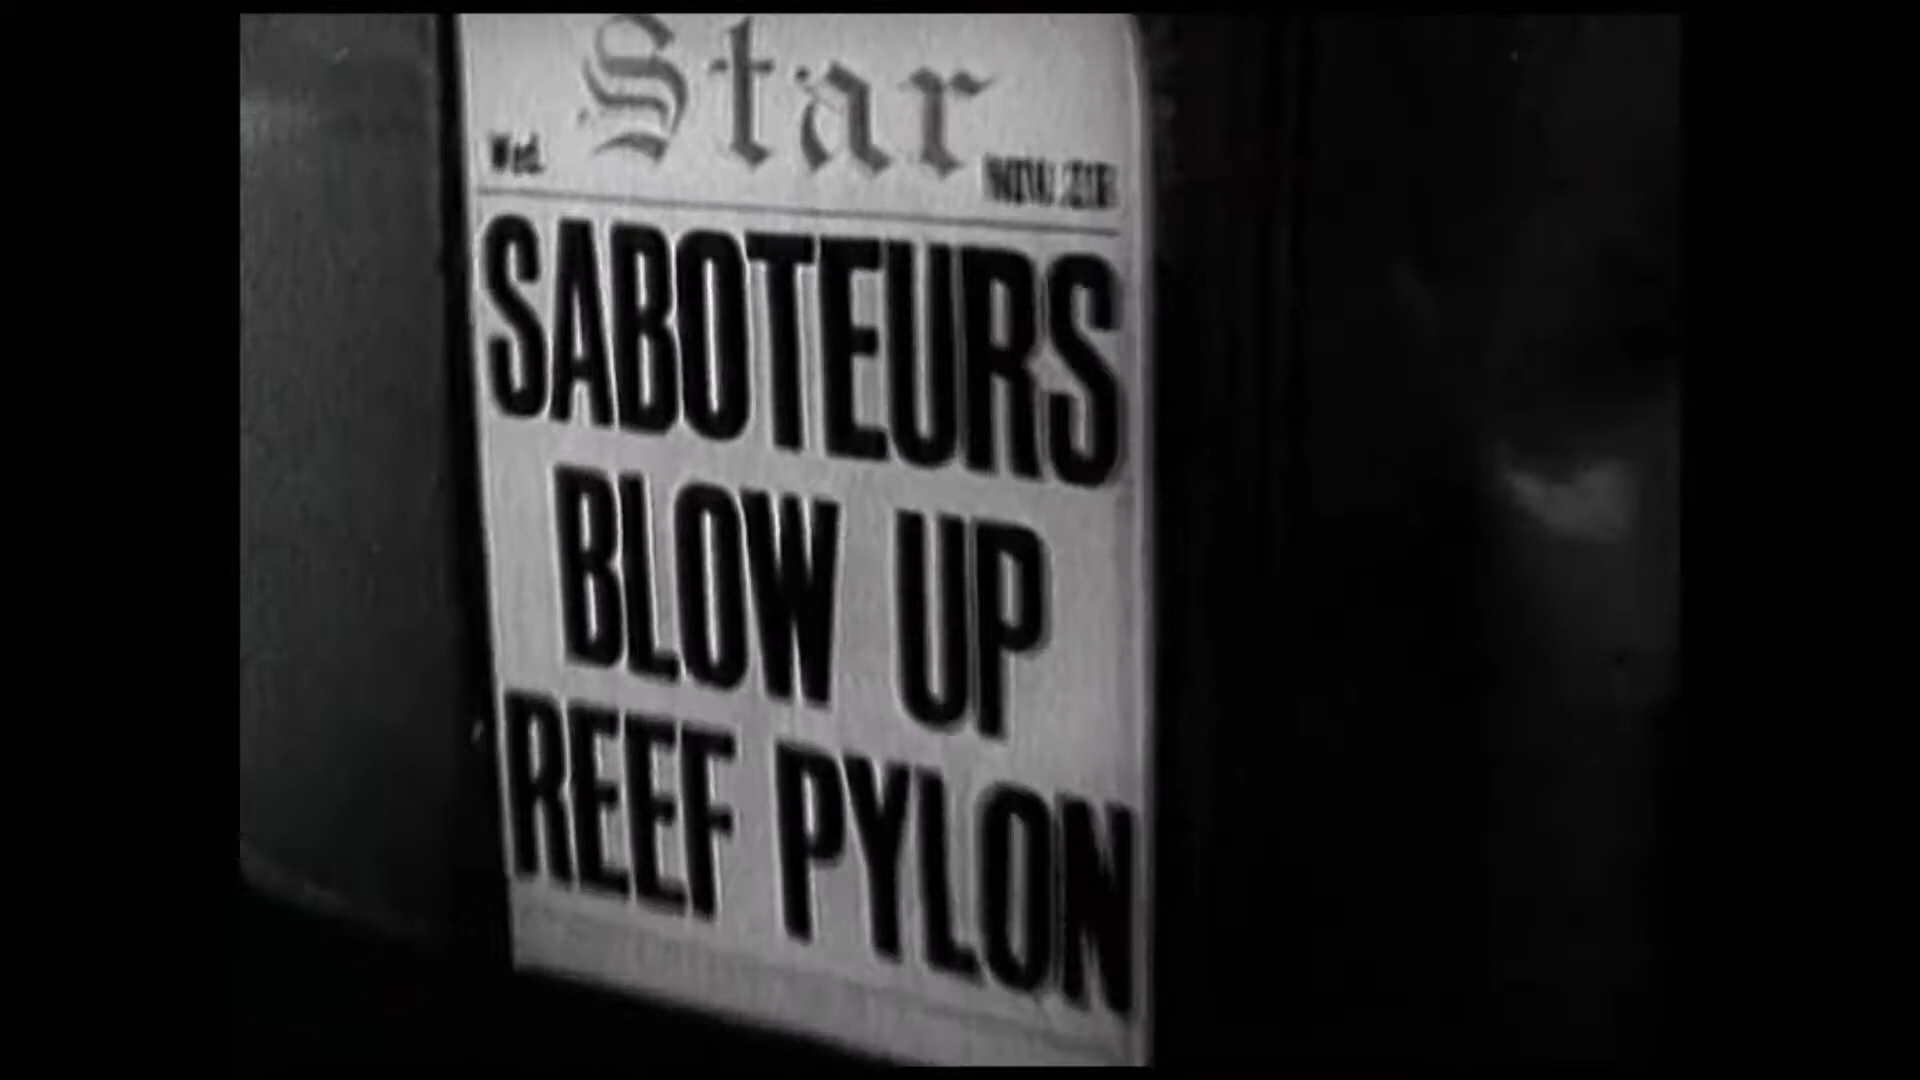 Star
Wed.
SABOTEURS
BLOW UP
REEF PYLON